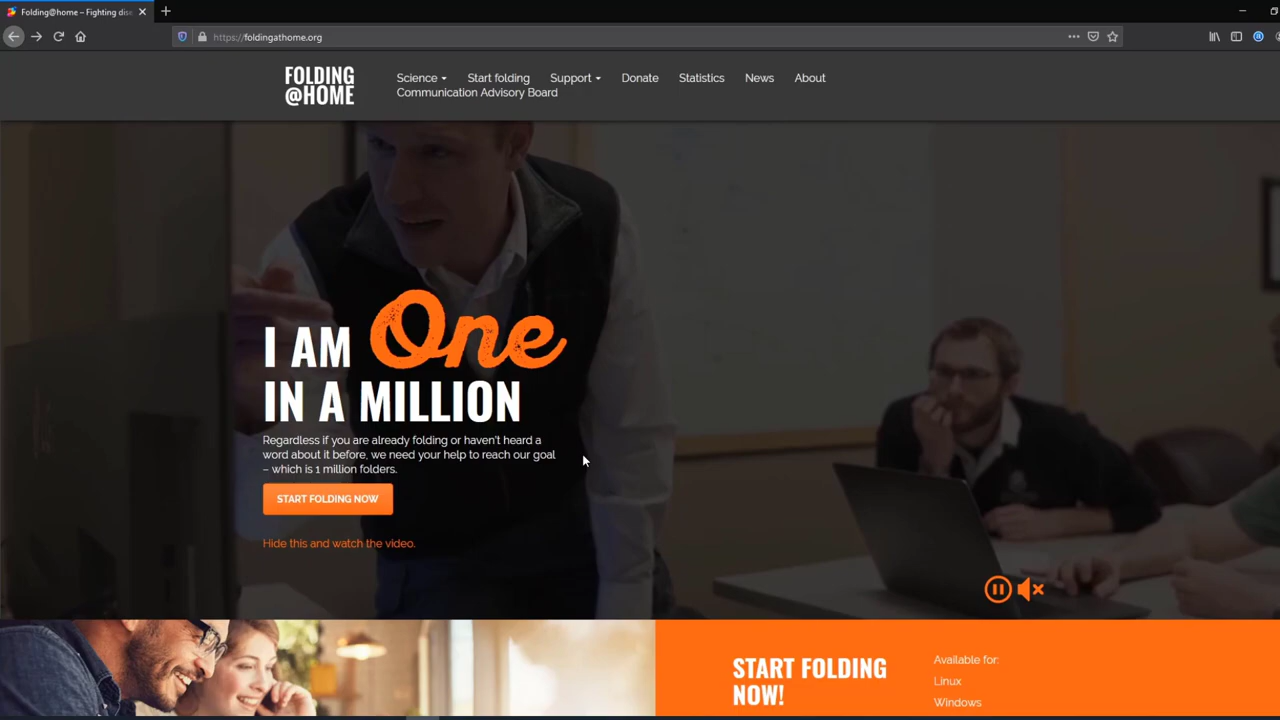 Folding@home – Fighting dise
https://foldingathome.org
FOLDING
@HOME
Science
Start folding
Support
Donate
Statistics
News
About
Communication Advisory Board
I AM One
IN A MILLION
Regardless if you are already folding or haven't heard a
word about it before, we need your help to reach our goal
– which is 1 million folders.
START FOLDING NOW
Hide this and watch the video.
START FOLDING
NOW!
Available for:
Linux
Windows